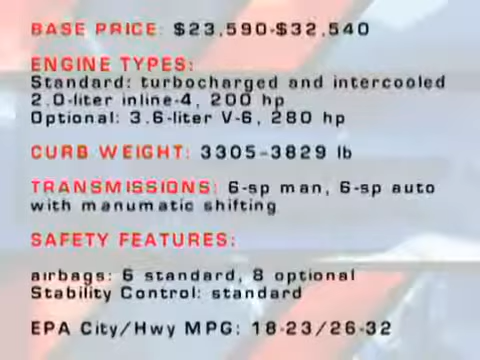 BASE PRICE: $23,590-$32,540
ENGINE TYPES:
Standard: turbocharged and intercooled
2.0-liter inline-4, 200 hp
Optional: 3.6-liter V-6, 280 hp
CURB WEIGHT: 3305-3829 lb
TRANSMISSIONS: 6-sp man, 6-sp auto
with manumatic shifting
SAFETY FEATURES:
airbags: 6 standard, 8 optional
Stability Control: standard
EPA City/Hwy MPG: 18-23/26-32